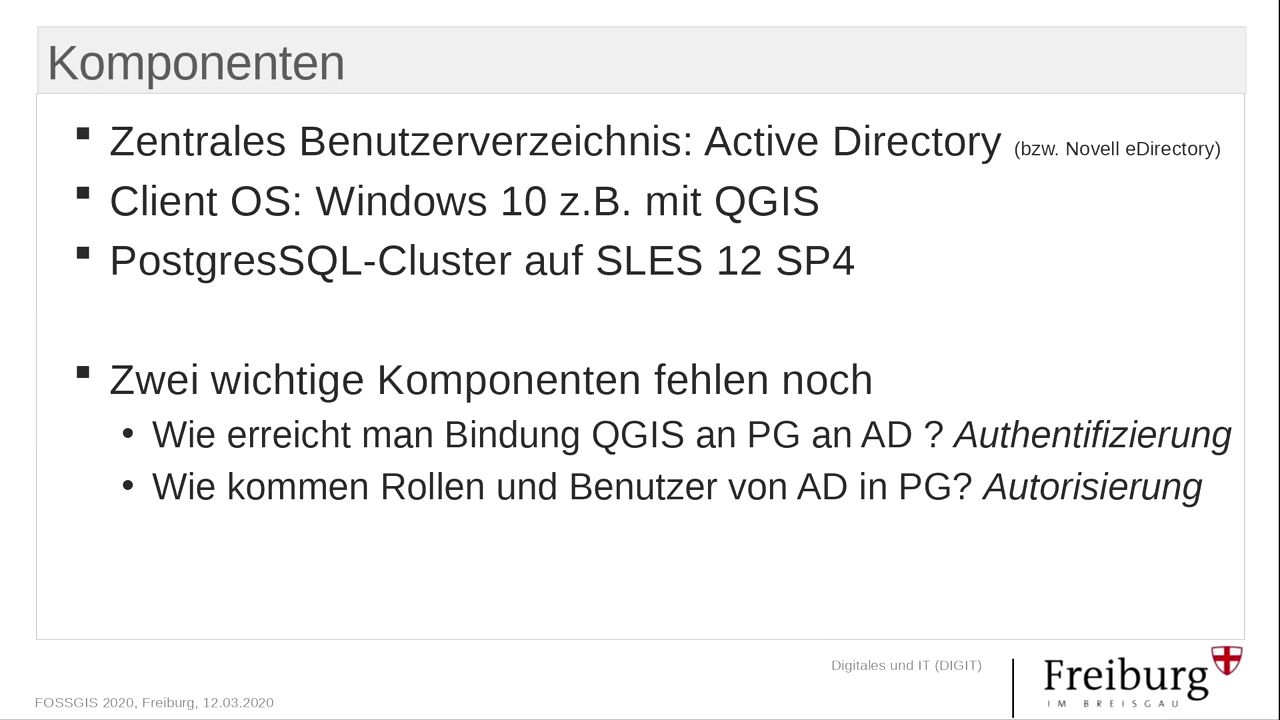 Komponenten
Zentrales Benutzerverzeichnis: Active Directory (bzw. Novell eDirectory)
Client OS: Windows 10 z.B. mit QGIS
PostgresSQL-Cluster auf SLES 12 SP4
Zwei wichtige Komponenten fehlen noch
• Wie erreicht man Bindung QGIS an PG an AD ? Authentifizierung
• Wie kommen Rollen und Benutzer von AD in PG? Autorisierung
Digitales und IT (DIGIT)
Freiburg
IM BREISGAU
FOSSGIS 2020, Freiburg, 12.03.2020